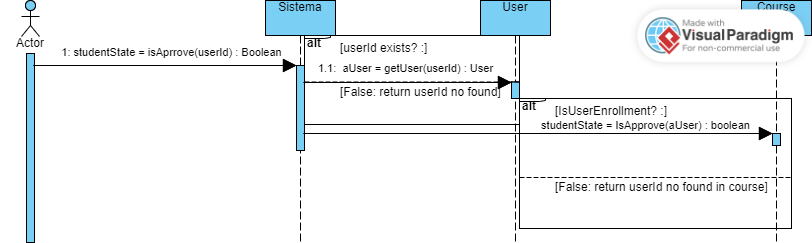 Sistema
User
Course
Made with
VisualParadigm
For non-commercial use
Actor
alt
[userId exists? :]
1: studentState = isAprrove(userId) : Boolean
1.1: aUser = getUser(userId) : User
[False: return userId no found]
alt
[IsUserEnrollment? :]
studentState = IsApprove(aUser) : boolean
[False: return userId no found in course]